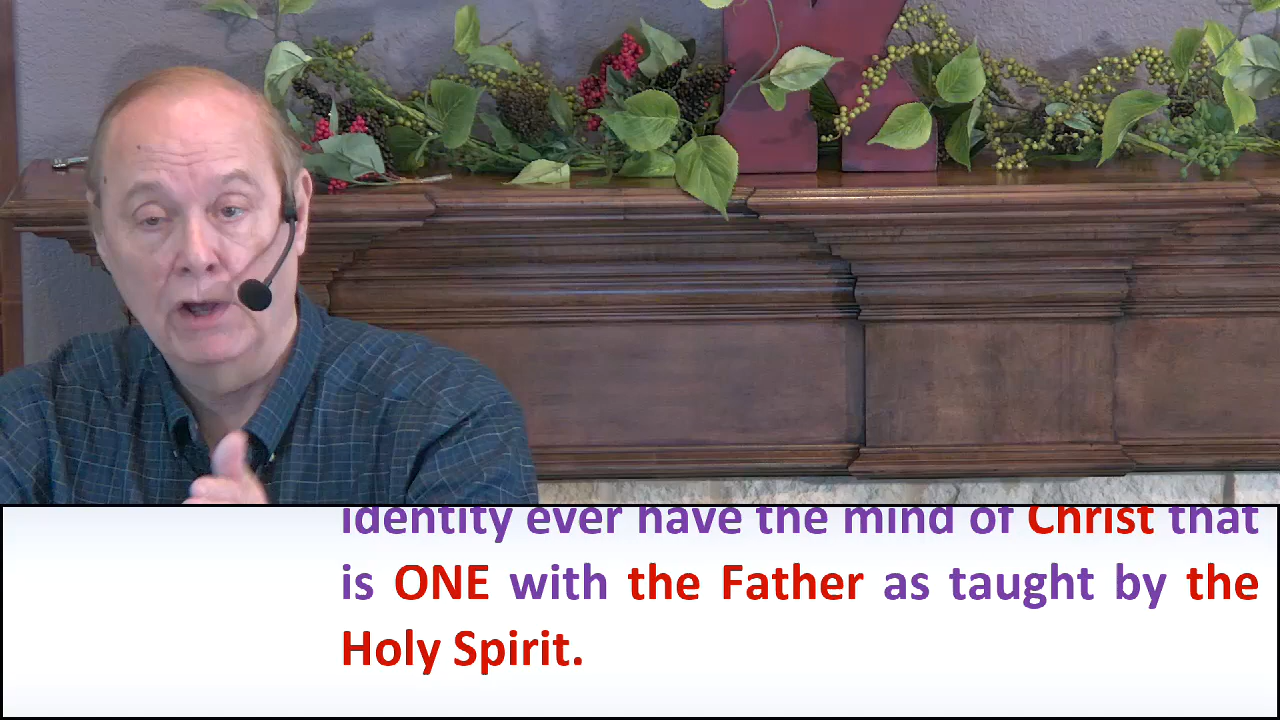 identity ever have the mind of Christ that
is ONE with the Father as taught by the
Holy Spirit.